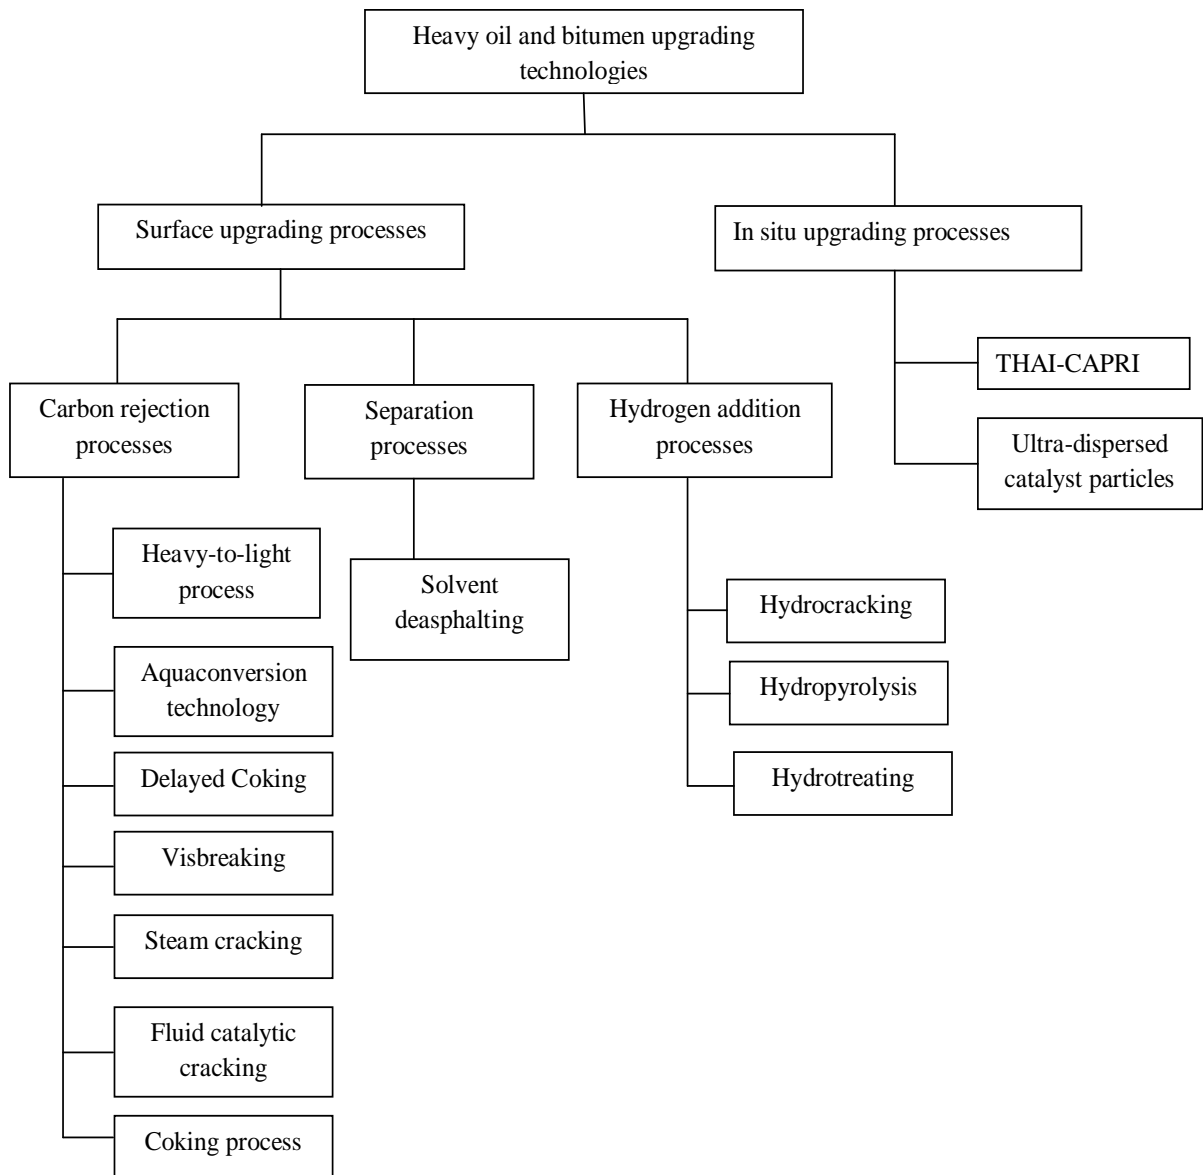 Heavy oil and bitumen upgrading
technologies
Surface upgrading processes
In situ upgrading processes
THAI-CAPRI
Ultra-dispersed
catalyst particles
Carbon rejection
processes
Separation
processes
Hydrogen addition
processes
Heavy-to-light
process
Aquaconversion
technology
Delayed Coking
Visbreaking
Steam cracking
Fluid catalytic
cracking
Coking process
Solvent
deasphalting
Hydrocracking
Hydropyrolysis
Hydrotreating